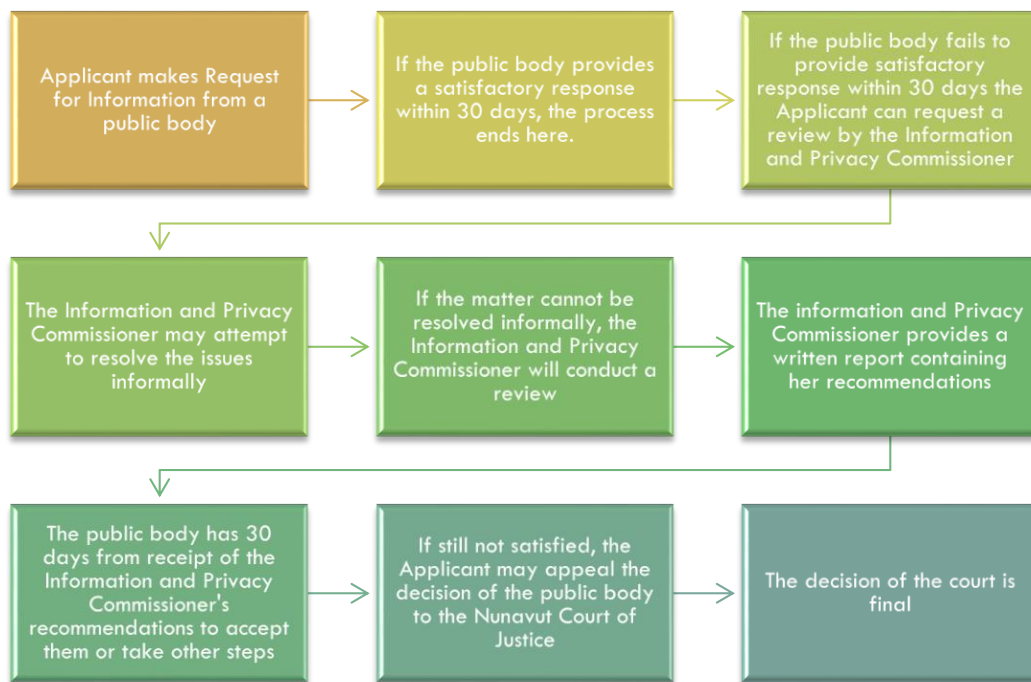 Applicant makes Request
for Information from a
public body
If the public body provides
a satisfactory response
within 30 days, the process
ends here.
If the public body fails to
provide satisfactory
response within 30 days the
Applicant can request a
review by the Information
and Privacy Commissioner
The Information and Privacy
Commissioner may attempt
to resolve the issues
informally
If the matter cannot be
resolved informally, the
Information and Privacy
Commissioner will conduct a
review
The information and Privacy
Commissioner provides a
written report containing
her recommendations
The public body has 30
days from receipt of the
Information and Privacy
Commissioner's
recommendations to accept
them or take other steps
If still not satisfied, the
Applicant may appeal the
decision of the public body
to the Nunavut Court of
Justice
The decision of the court is
final